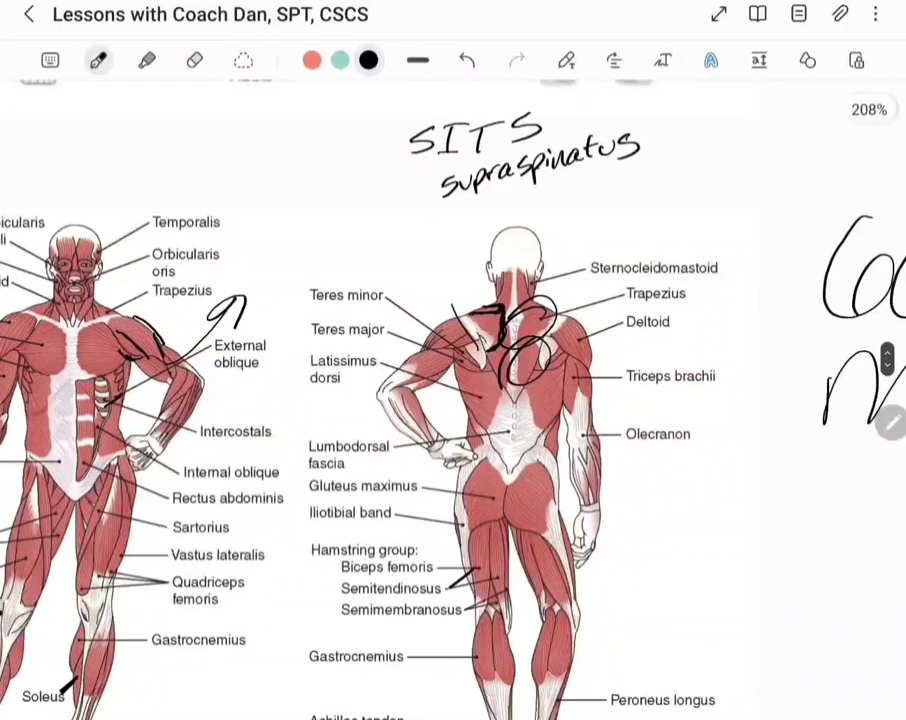 Lessons with Coach Dan, SPT, CSCS
208%
SITS
supraspinatus
icularis
li
d
Temporalis
Orbicularis
oris
Trapezius
External
oblique
Intercostals
Internal oblique
Rectus abdominis
Sartorius
Vastus lateralis
Quadriceps
femoris
Gastrocnemius
Soleus
Teres minor
Teres major
Latissimus
dorsi
Lumbodorsal
fascia
Gluteus maximus
Iliotibial band
Hamstring group:
Biceps femoris
Semitendinosus
Semimembranosus
Gastrocnemius
Sternocleidomastoid
Trapezius
Deltoid
Triceps brachii
Olecranon
Peroneus longus